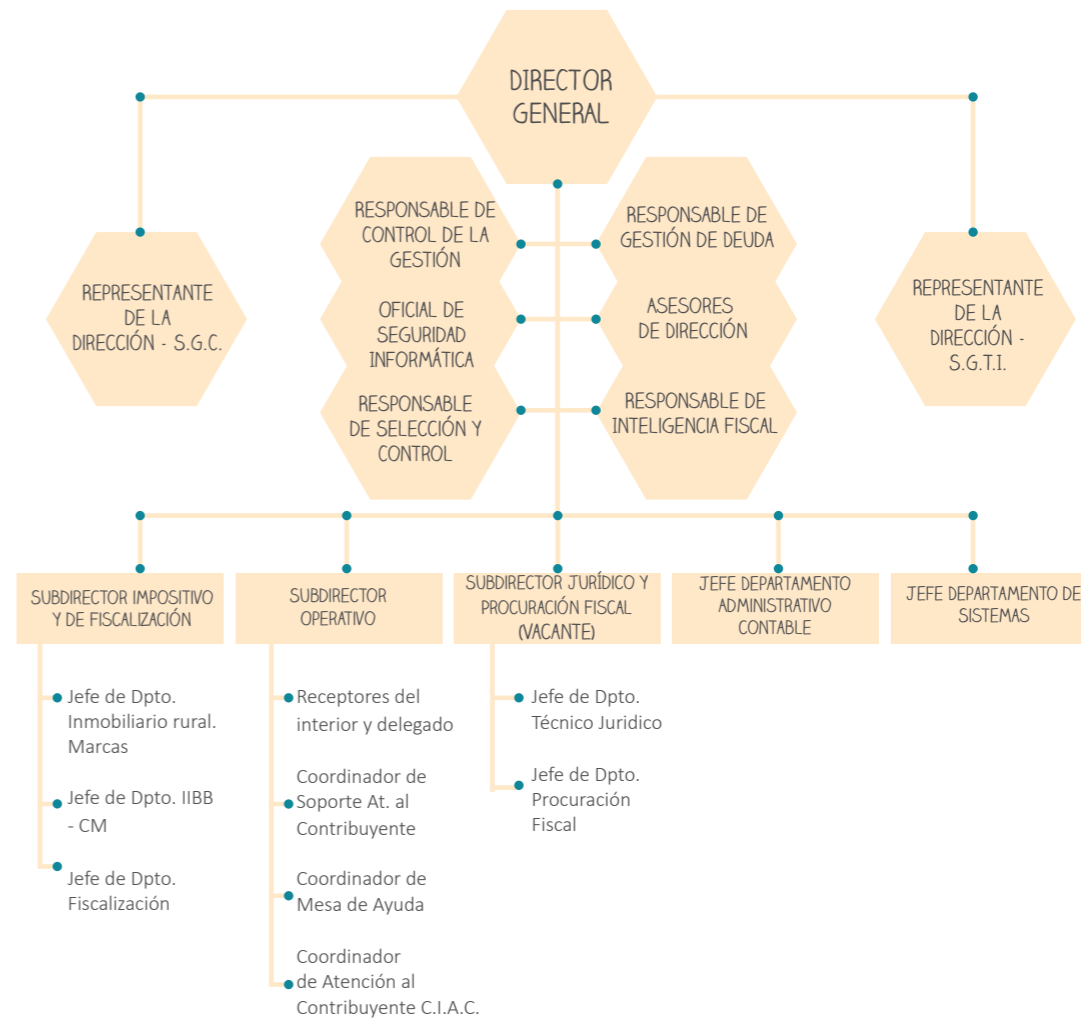 DIRECTOR
GENERAL
RESPONSABLE DE
CONTROL DE LA
GESTIÓN
RESPONSABLE DE
GESTIÓN DE DEUDA
REPRESENTANTE
DE LA
DIRECCIÓN - S.G.C.
OFICIAL DE
SEGURIDAD
INFORMÁTICA
ASESORES
DE DIRECCIÓN
REPRESENTANTE
DE LA
DIRECCIÓN -
S.G.T.I.
RESPONSABLE
DE SELECCIÓN Y
CONTROL
RESPONSABLE DE
INTELIGENCIA FISCAL
SUBDIRECTOR IMPOSITIVO
Y DE FISCALIZACIÓN
SUBDIRECTOR
OPERATIVO
SUBDIRECTOR JURÍDICO Y
PROCURACIÓN FISCAL
(VACANTE)
JEFE DEPARTAMENTO
ADMINISTRATIVO
CONTABLE
JEFE DEPARTAMENTO DE
SISTEMAS
Jefe de Dpto.
Inmobiliario rural.
Marcas
Jefe de Dpto. IIBB
- CM
Jefe de Dpto.
Fiscalización
Receptores del
interior y delegado
Coordinador de
Soporte At. al
Contribuyente
Coordinador de
Mesa de Ayuda
Coordinador
de Atención al
Contribuyente C.I.A.C.
Jefe de Dpto.
Técnico Juridico
Jefe de Dpto.
Procuración
Fiscal